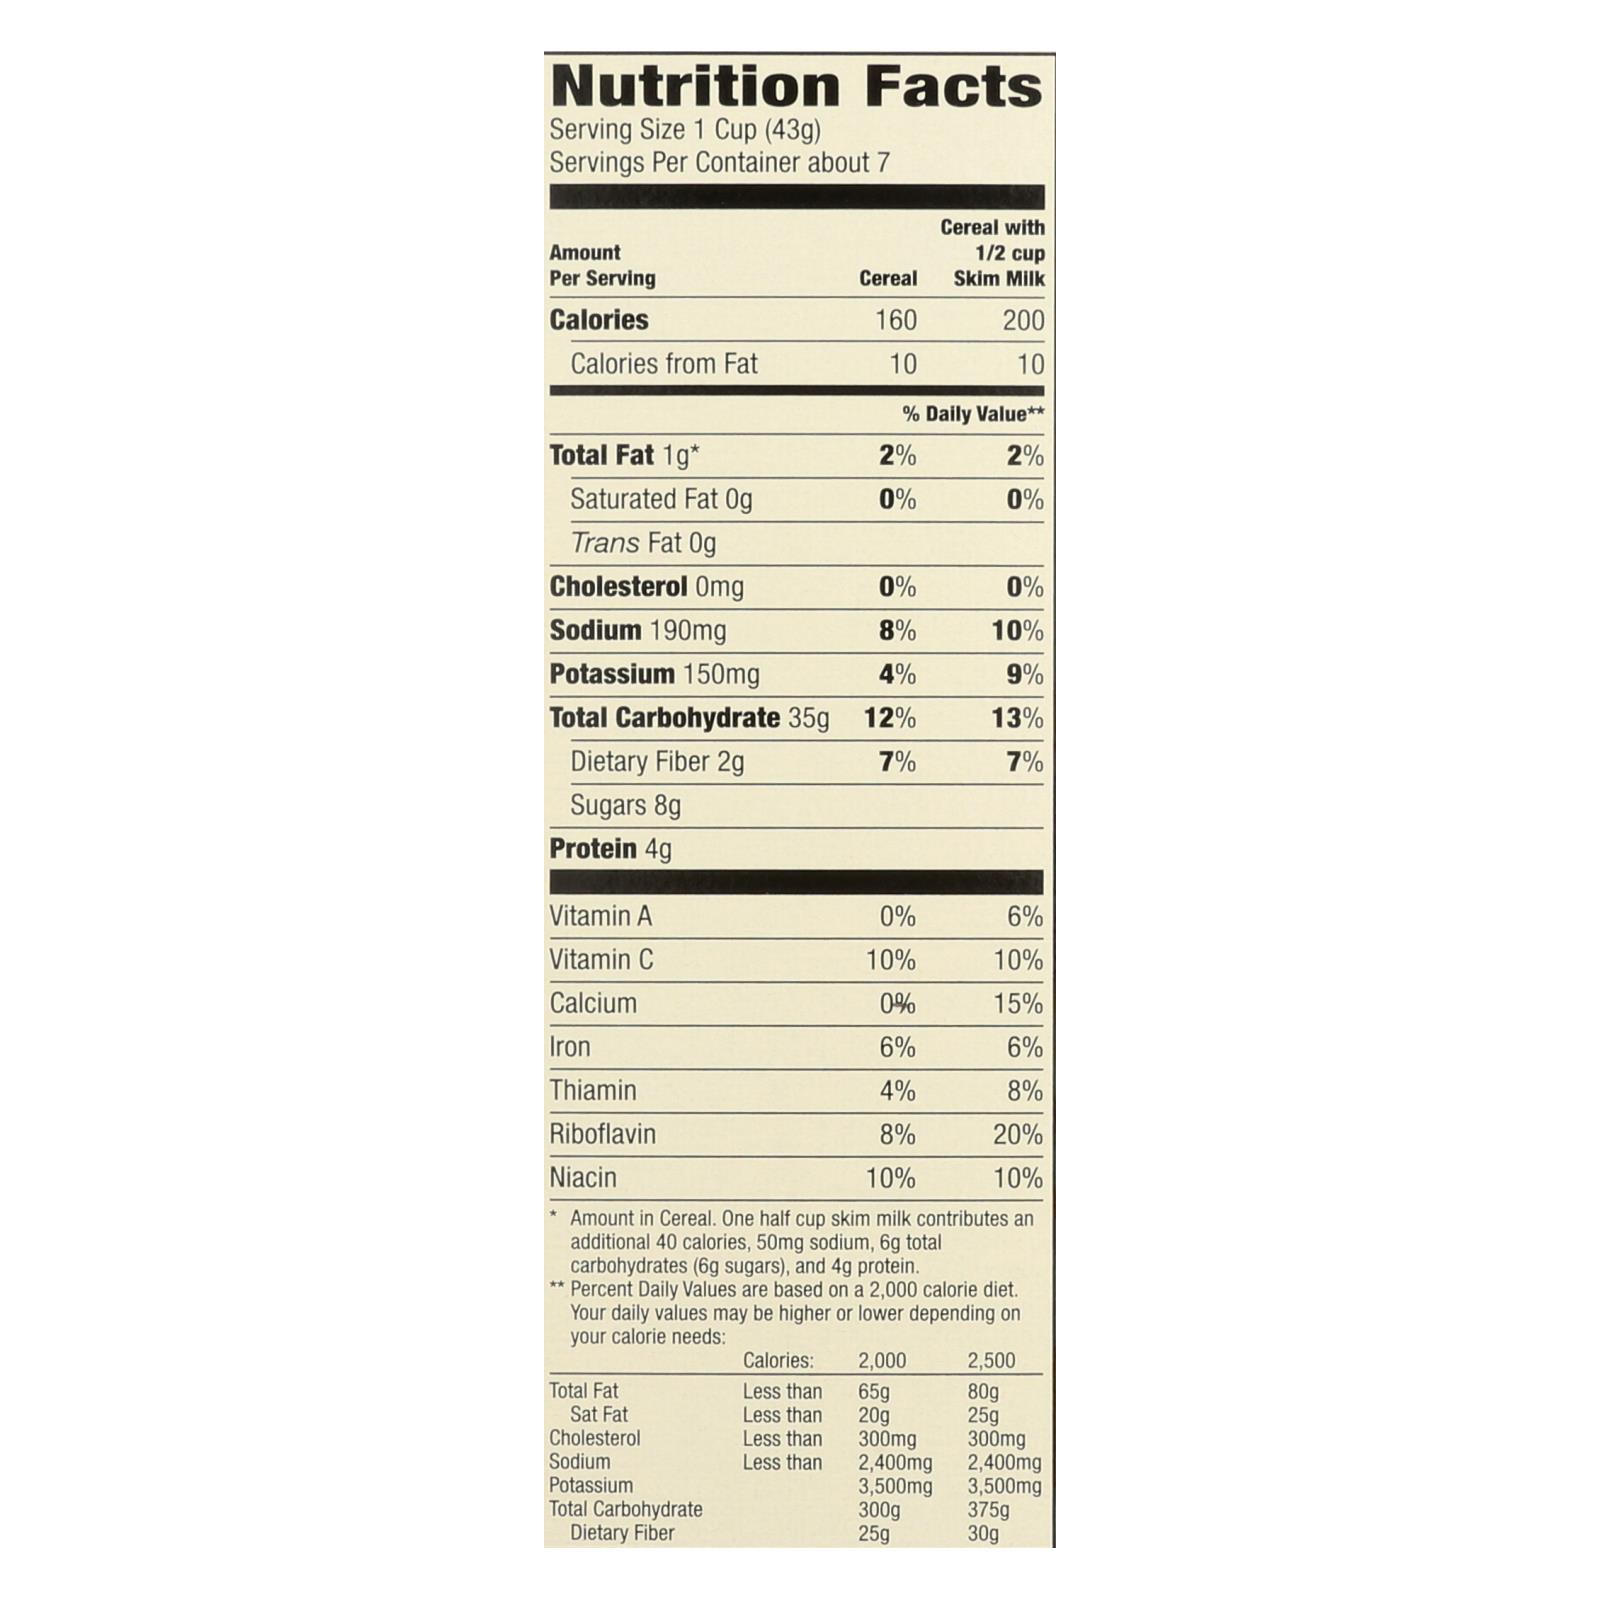 Nutrition Facts
Serving Size 1 Cup (43g)
Servings Per Container about 7
Amount Per Serving Cereal Cereal with 1/2 cup Skim Milk
Calories 160 200
Calories from Fat 10 10
% Daily Value**
Total Fat 1g* 2% 2%
Saturated Fat 0g 0% 0%
Trans Fat 0g
Cholesterol 0mg 0% 0%
Sodium 190mg 8% 10%
Potassium 150mg 4% 9%
Total Carbohydrate 35g 12% 13%
Dietary Fiber 2g 7% 7%
Sugars 8g
Protein 4g
Vitamin A 0% 6%
Vitamin C 10% 10%
Calcium 0% 15%
Iron 6% 6%
Thiamin 4% 8%
Riboflavin 8% 20%
Niacin 10% 10%
* Amount in Cereal. One half cup skim milk contributes an
additional 40 calories, 50mg sodium, 6g total
carbohydrates (6g sugars), and 4g protein.
** Percent Daily Values are based on a 2,000 calorie diet.
Your daily values may be higher or lower depending on
your calorie needs:
Calories: 2,000 2,500
Total Fat Less than 65g 80g
Sat Fat Less than 20g 25g
Cholesterol Less than 300mg 300mg
Sodium Less than 2,400mg 2,400mg
Potassium 3,500mg 3,500mg
Total Carbohydrate 300g 375g
Dietary Fiber 25g 30g